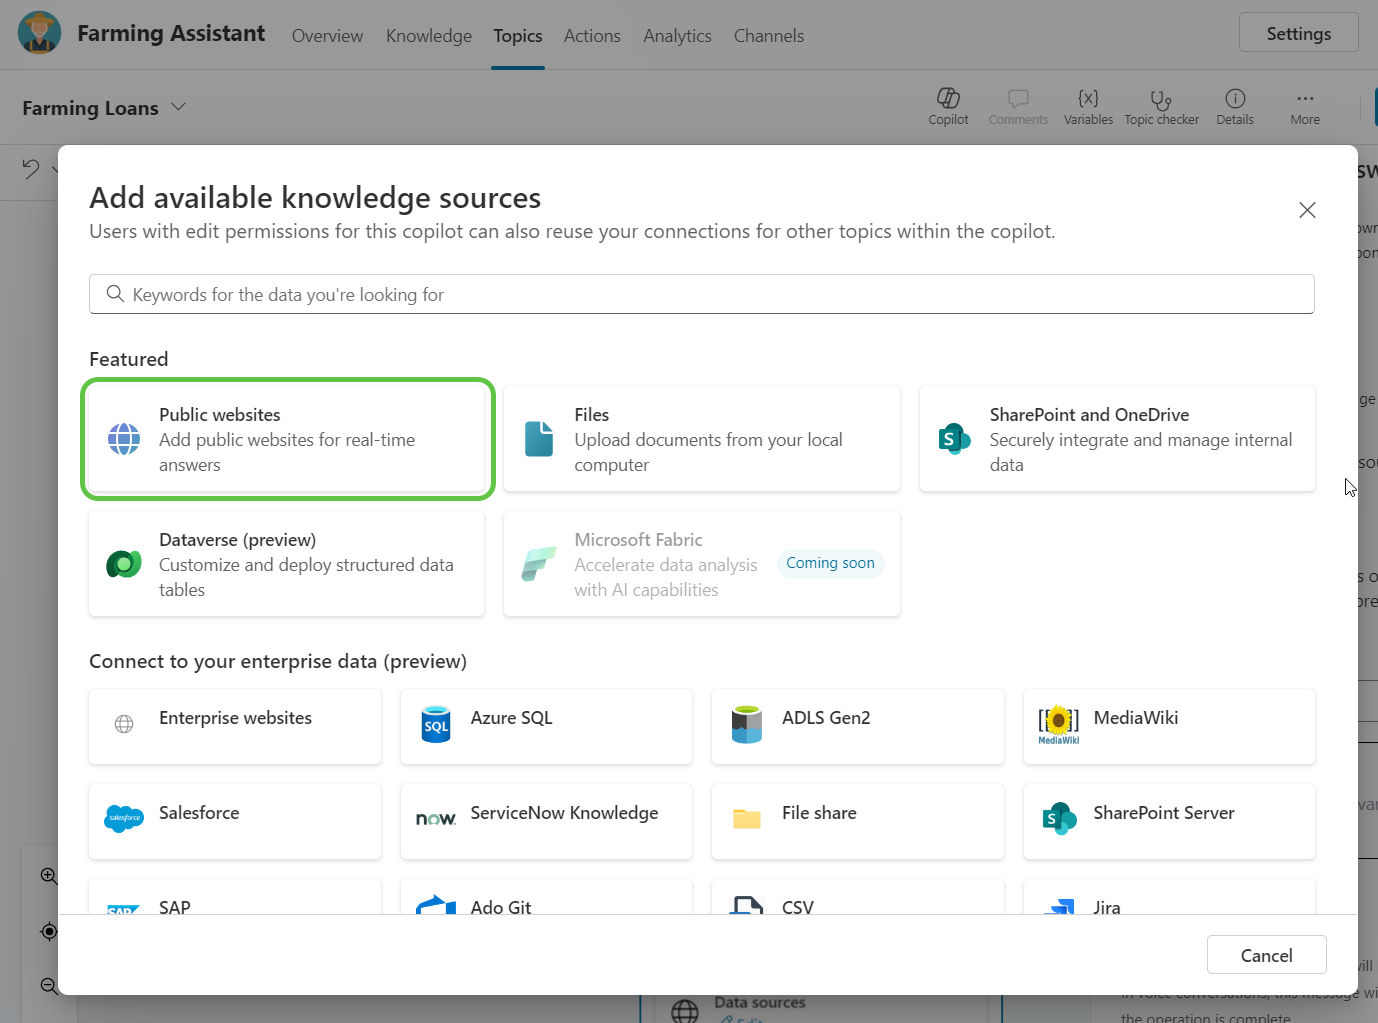 Farming Assistant
Overview
Knowledge
Topics
Actions
Analytics
Channels
Settings
Farming Loans
Copilot
Comments
{x}
Variables
Topic checker
Details
More
Add available knowledge sources
Users with edit permissions for this copilot can also reuse your connections for other topics within the copilot.
Keywords for the data you're looking for
Featured
Public websites
Add public websites for real-time
answers
Files
Upload documents from your local
computer
SharePoint and OneDrive
Securely integrate and manage internal
data
Dataverse (preview)
Customize and deploy structured data
tables
Microsoft Fabric
Accelerate data analysis
with AI capabilities
Coming soon
Connect to your enterprise data (preview)
Enterprise websites
SQL
Azure SQL
ADLS Gen2
MediaWiki
MediaWiki
salesforce
Salesforce
now.
ServiceNow Knowledge
File share
SharePoint Server
SAP
SAP
Ado Git
CSV
Jira
Cancel
Data sources
Edit
the operation is complete.